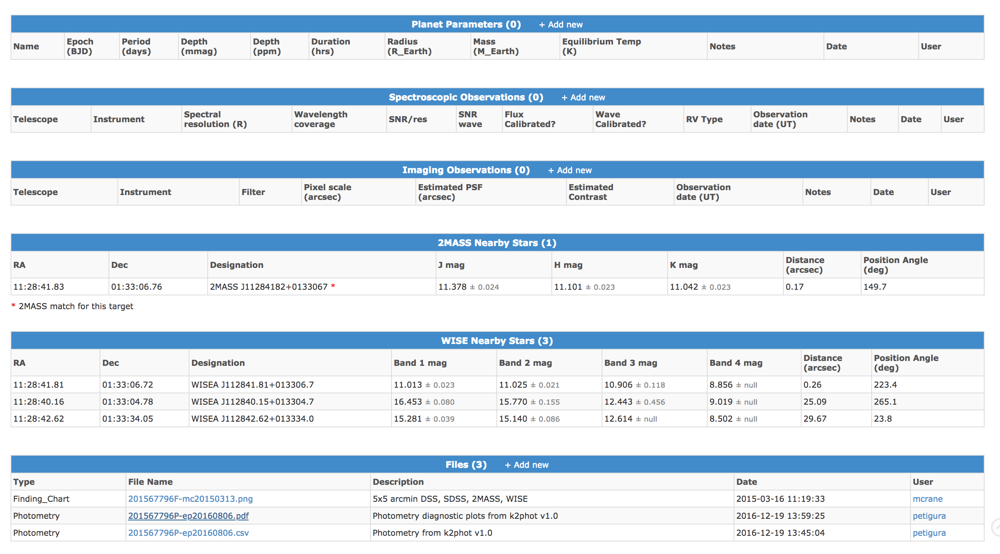 Planet Parameters (0) + Add new
Name Epoch (BJD) Period (days) Depth (mmag) Depth (ppm) Duration (hrs) Radius (R_Earth) Mass (M_Earth) Equilibrium Temp (K) Notes Date User
Spectroscopic Observations (0) + Add new
Telescope Instrument Spectral resolution (R) Wavelength coverage SNR/res SNR wave Flux Calibrated? Wave Calibrated? RV Type Observation date (UT) Notes Date User
Imaging Observations (0) + Add new
Telescope Instrument Filter Pixel scale (arcsec) Estimated PSF (arcsec) Estimated Contrast Observation date (UT) Notes Date User
2MASS Nearby Stars (1)
RA Dec Designation J mag H mag K mag Distance (arcsec) Position Angle (deg)
11:28:41.83 01:33:06.76 2MASS J11284182+0133067 * 11.378 ± 0.024 11.101 ± 0.023 11.042 ± 0.023 0.17 149.7
* 2MASS match for this target
WISE Nearby Stars (3)
RA Dec Designation Band 1 mag Band 2 mag Band 3 mag Band 4 mag Distance (arcsec) Position Angle (deg)
11:28:41.81 01:33:06.72 WISEA J112841.81+013306.7 11.013 ± 0.023 11.025 ± 0.021 10.906 ± 0.118 8.856 ± null 0.26 223.4
11:28:40.16 01:33:04.78 WISEA J112840.15+013304.7 16.453 ± 0.080 15.770 ± 0.155 12.443 ± 0.456 9.019 ± null 25.09 265.1
11:28:42.62 01:33:34.05 WISEA J112842.62+013334.0 15.281 ± 0.039 15.140 ± 0.086 12.614 ± null 8.502 ± null 29.67 23.8
Files (3) + Add new
Type File Name Description Date User
Finding_Chart 201567796F-mc20150313.png 5x5 arcmin DSS, SDSS, 2MASS, WISE 2015-03-16 11:19:33 mcrane
Photometry 201567796P-ep20160806.pdf Photometry diagnostic plots from k2phot v1.0 2016-12-19 13:59:25 petigura
Photometry 201567796P-ep20160806.csv Photometry from k2phot v1.0 2016-12-19 13:45:04 petigura